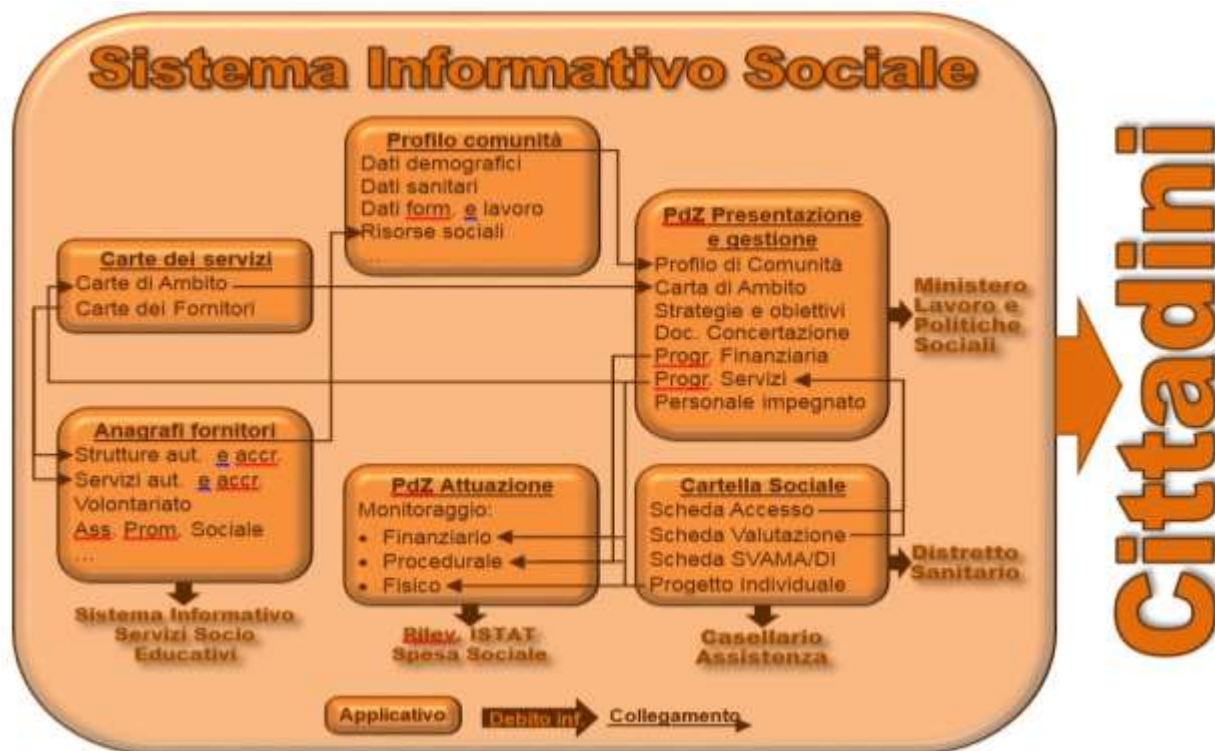 Sistema Informativo Sociale
Profilo comunità
Dati demografici
Dati sanitari
Dati form. e lavoro
Risorse sociali
...
Carte dei servizi
Carte di Ambito
Carte dei Fornitori
PdZ Presentazione
e gestione
Profilo di Comunità
Carta di Ambito
Strategie e obiettivi
Doc. Concertazione
Progr. Finanziaria
Progr. Servizi
Personale impegnato
Ministero
Lavoro e
Politiche
Sociali
Anagrafi fornitori
Strutture aut. e accr.
Servizi aut. e accr.
Volontariato
Ass. Prom. Sociale
...
PdZ Attuazione
Monitoraggio:
• Finanziario
• Procedurale
• Fisico
Cartella Sociale
Scheda Accesso
Scheda Valutazione
Scheda SVAMA/DI
Progetto Individuale
Distretto
Sanitario
Sistema Informativo
Servizi Socio
Educativi
Rilev. ISTAT
Spesa Sociale
Casellario
Assistenza
Applicativo
Debito Inf.
Collegamento
Cittadini